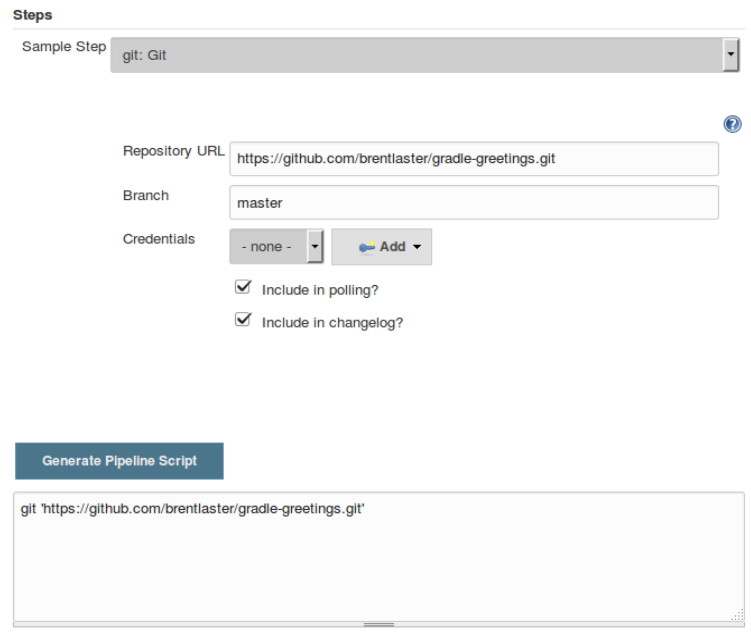 Steps
Sample Step git: Git
Repository URL https://github.com/brentlaster/gradle-greetings.git
Branch master
Credentials - none - Add
Include in polling?
Include in changelog?
Generate Pipeline Script
git 'https://github.com/brentlaster/gradle-greetings.git'